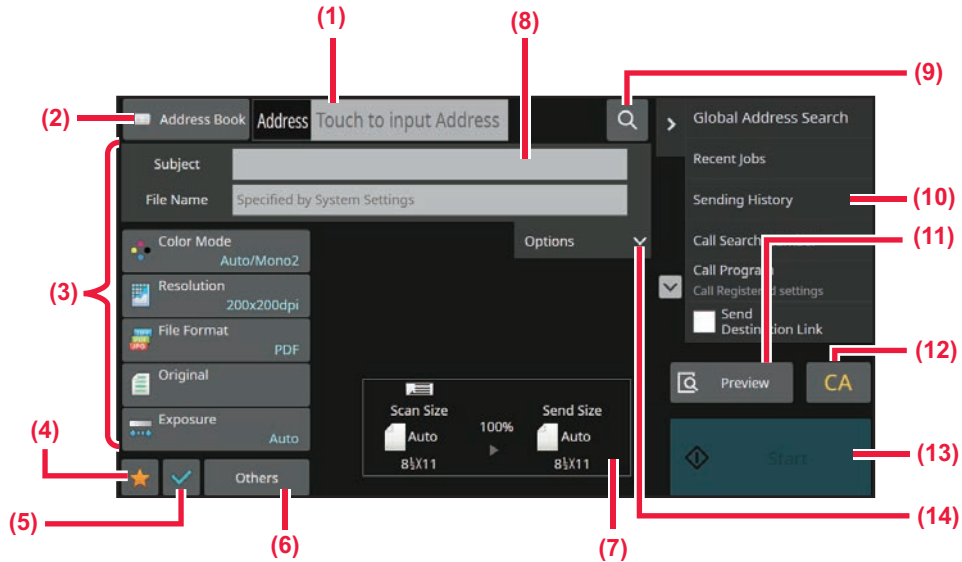 (1)
(8)
(9)
(2)
Address Book
Address
Touch to input Address
Global Address Search
Subject
Recent Jobs
File Name
Specified by System Settings
Sending History
(10)
(3)
Color Mode
Auto/Mono2
Options
Call Search
(11)
Resolution
200x200dpi
Call Program
Call Registered settings
File Format
PDF
Send
Destination Link
(12)
Original
Preview
CA
Exposure
Auto
Scan Size
Send Size
Auto
100%
Auto
8½X11
8½X11
(4)
Others
Start
(13)
(5)
(6)
(7)
(14)